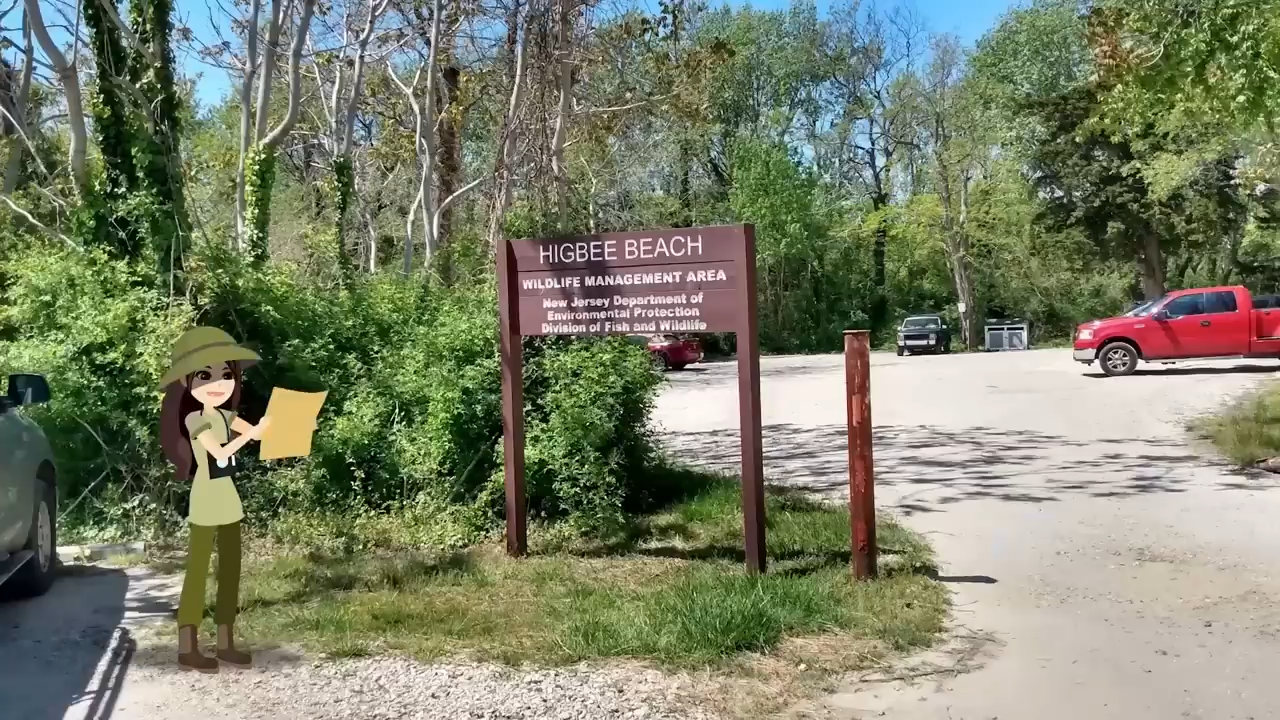 HIGBEE BEACH
WILDLIFE MANAGEMENT AREA
New Jersey Department of
Environmental Protection
Division of Fish and Wildlife